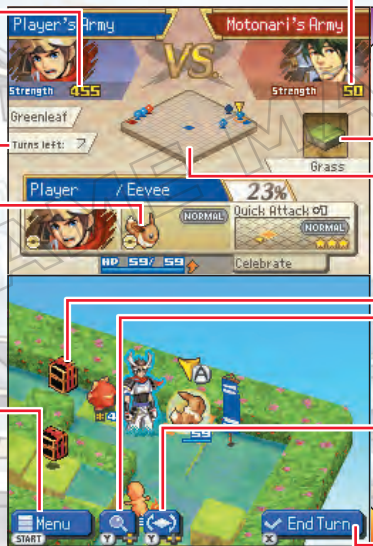 Player's Army
Motonari's Army
VS.
Strength 455
Strength 50
Greenleaf
Turns left: 7
Grass
Player / Eevee
23%
NORMAL
Quick Attack
NORMAL
HP 59/ 59
Celebrate
A
59
Menu
START
Y
Y
End Turn
X